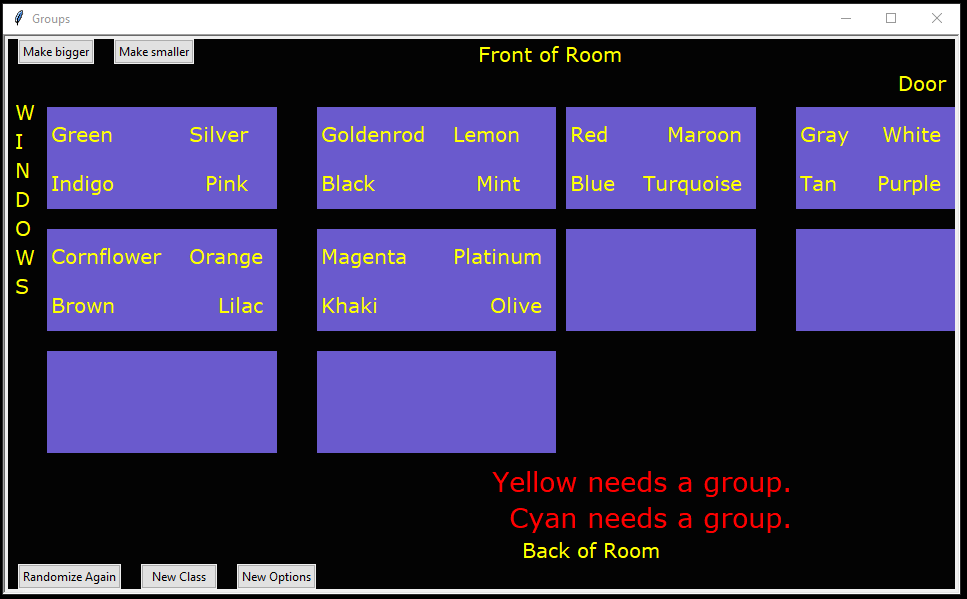 Groups
Make bigger Make smaller
Front of Room
Door
WINDOWS
Green Silver Goldenrod Lemon Red Maroon Gray White
Indigo Pink Black Mint Blue Turquoise Tan Purple
Cornflower Orange Magenta Platinum
Brown Lilac Khaki Olive
Yellow needs a group.
Cyan needs a group.
Back of Room
Randomize Again New Class New Options